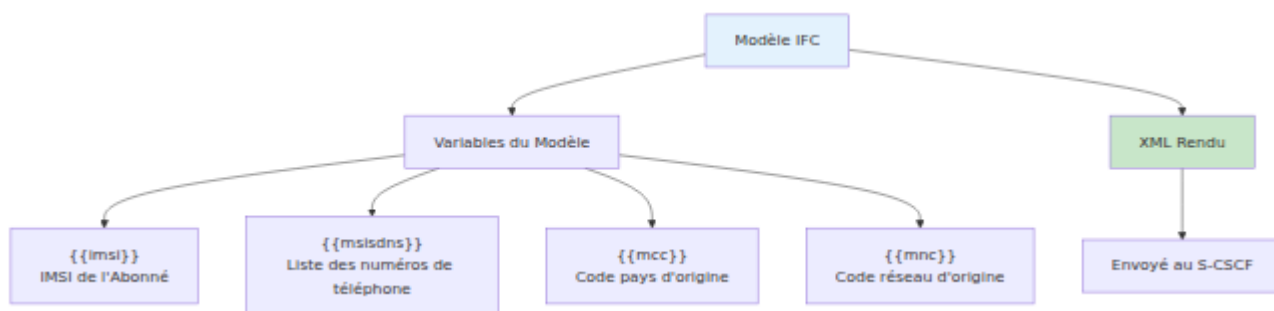 Modèle IFC
Variables du Modèle
XML Rendu
{{imsi}}
IMSI de l'Abonné
{{msisdns}}
Liste des numéros de
téléphone
{{mcc}}
Code pays d'origine
{{mnc}}
Code réseau d'origine
Envoyé au S-CSCF